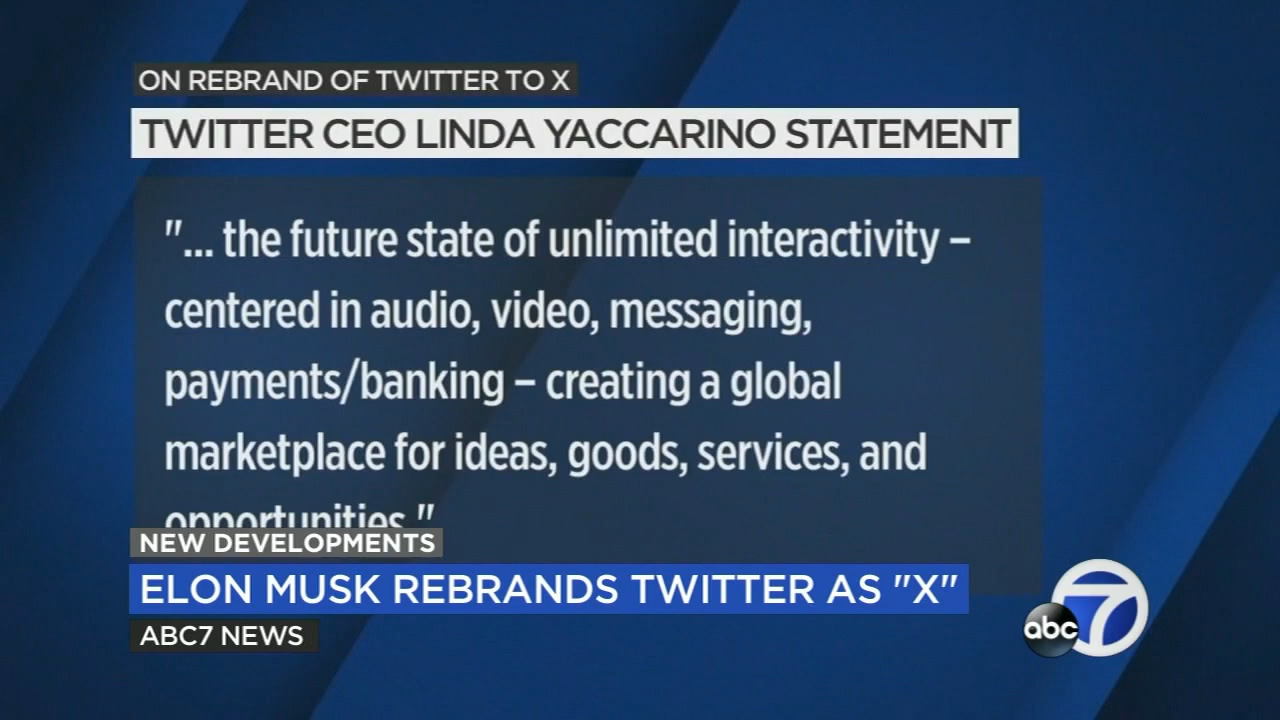 ON REBRAND OF TWITTER TO X
TWITTER CEO LINDA YACCARINO STATEMENT
"... the future state of unlimited interactivity –
centered in audio, video, messaging,
payments/banking – creating a global
marketplace for ideas, goods, services, and
opportunities."
NEW DEVELOPMENTS
ELON MUSK REBRANDS TWITTER AS "X"
ABC7 NEWS
abc 7